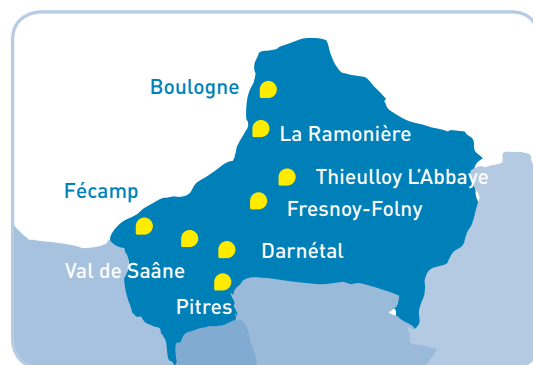 Boulogne
La Ramonière
Thieulloy L'Abbaye
Fécamp
Fresnoy-Folny
Darnétal
Val de Saâne
Pitres